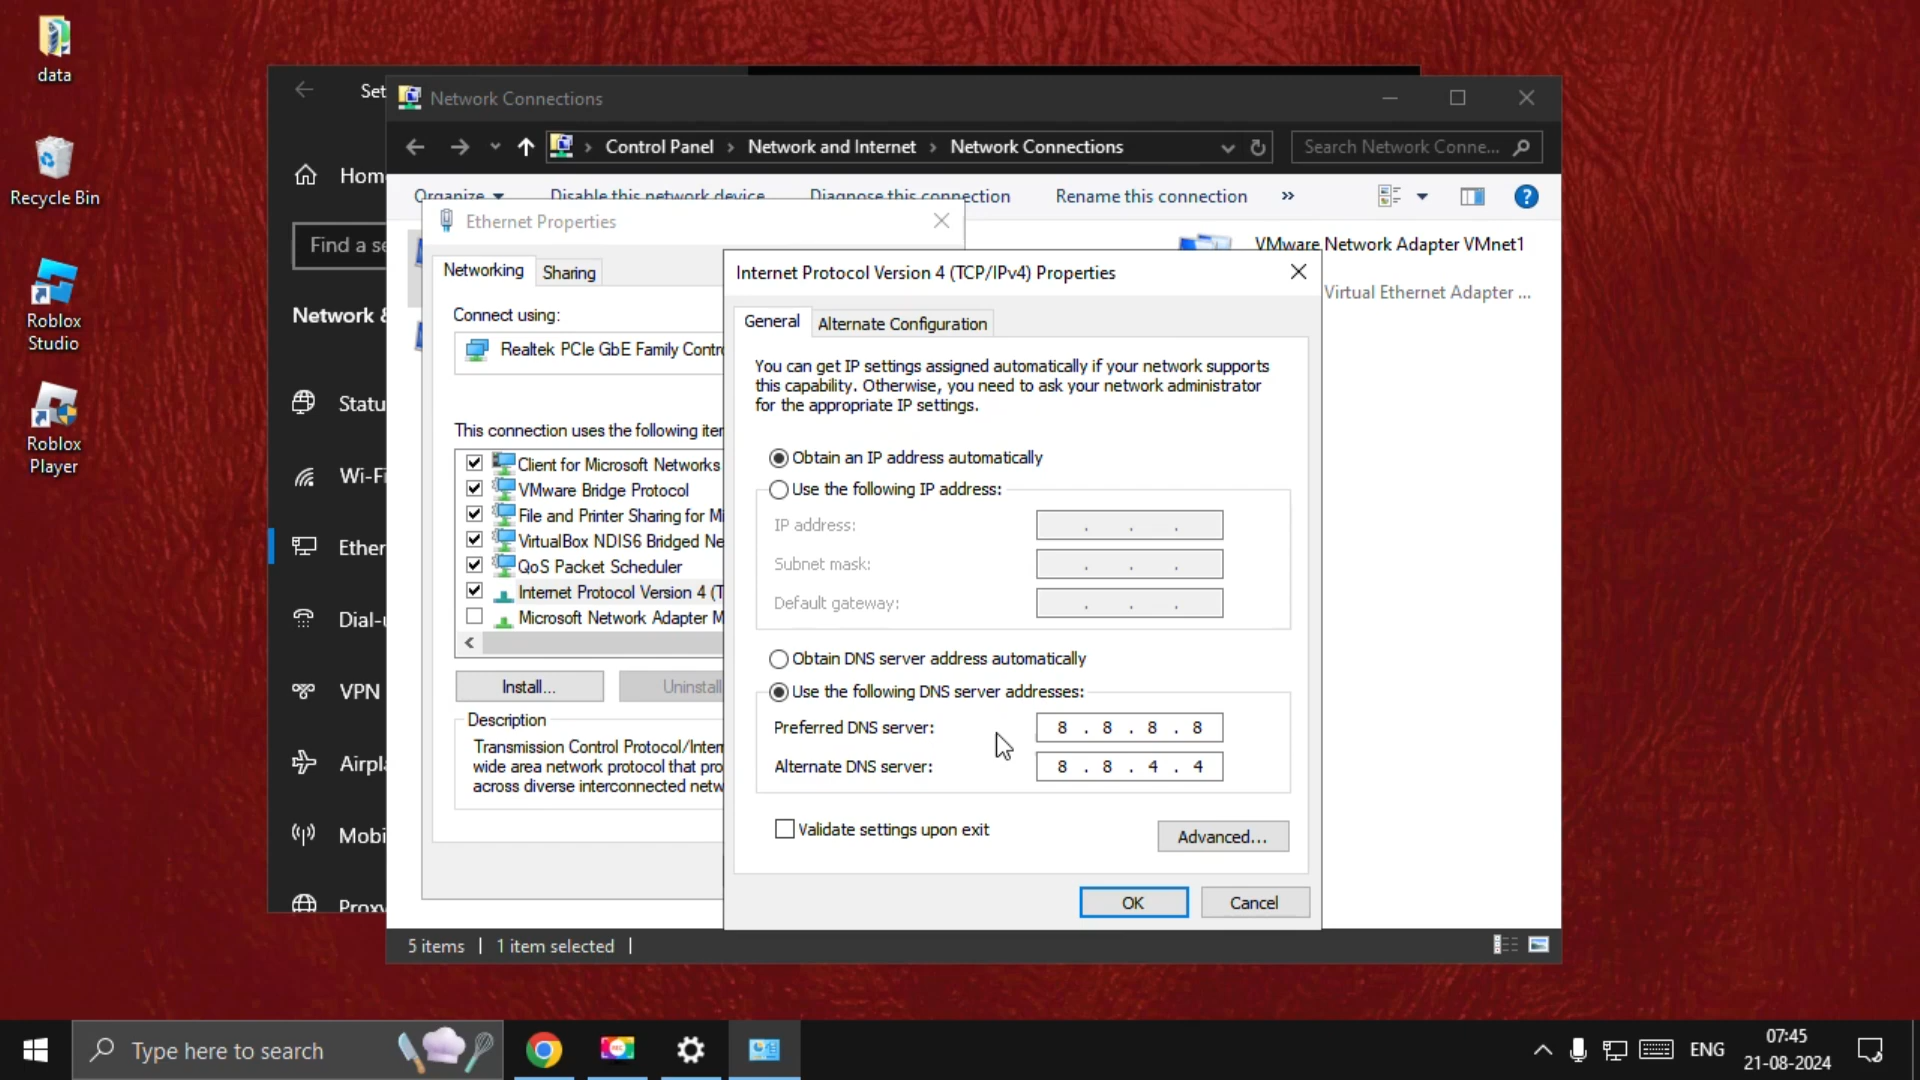 data
Recycle Bin
Roblox
Studio
Roblox
Player
Set
Hom
Find a se
Network &
Statu
Wi-Fi
Ether
Dial-u
VPN
Airpla
Mobi
Proxy
Network Connections
Control Panel › Network and Internet › Network Connections
Search Network Conne...
Organize
Disable this network device
Diagnose this connection
Rename this connection
»
VMware Network Adapter VMnet1
Virtual Ethernet Adapter ...
Ethernet Properties
Networking
Sharing
Connect using:
Realtek PCIe GbE Family Contro
This connection uses the following iter
Client for Microsoft Networks
VMware Bridge Protocol
File and Printer Sharing for Mi
VirtualBox NDIS6 Bridged Ne
QoS Packet Scheduler
Internet Protocol Version 4 (T
Microsoft Network Adapter M
Install...
Uninstall
Description
Transmission Control Protocol/Inter
wide area network protocol that pro
across diverse interconnected netw
Internet Protocol Version 4 (TCP/IPv4) Properties
General
Alternate Configuration
You can get IP settings assigned automatically if your network supports
this capability. Otherwise, you need to ask your network administrator
for the appropriate IP settings.
Obtain an IP address automatically
Use the following IP address:
IP address: . . .
Subnet mask: . . .
Default gateway: . . .
Obtain DNS server address automatically
Use the following DNS server addresses:
Preferred DNS server: 8 . 8 . 8 . 8
Alternate DNS server: 8 . 8 . 4 . 4
Validate settings upon exit
Advanced...
OK
Cancel
5 items
1 item selected
Type here to search
ENG
07:45
21-08-2024